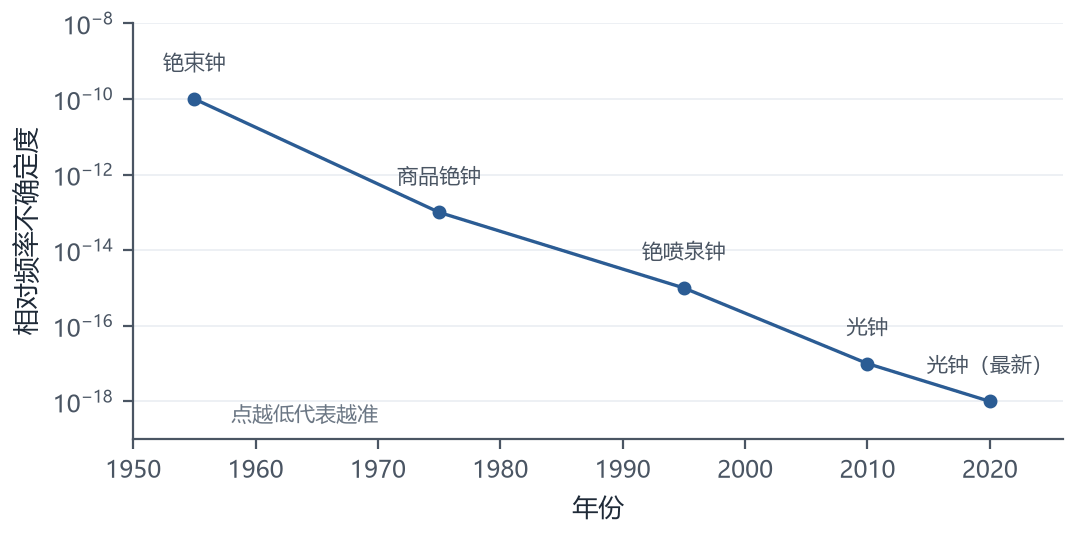 10⁻⁸
10⁻¹⁰
10⁻¹²
10⁻¹⁴
10⁻¹⁶
10⁻¹⁸
相对频率不确定度
铯束钟
商品铯钟
铯喷泉钟
光钟
光钟（最新）
点越低代表越准
1950 1960 1970 1980 1990 2000 2010 2020
年份